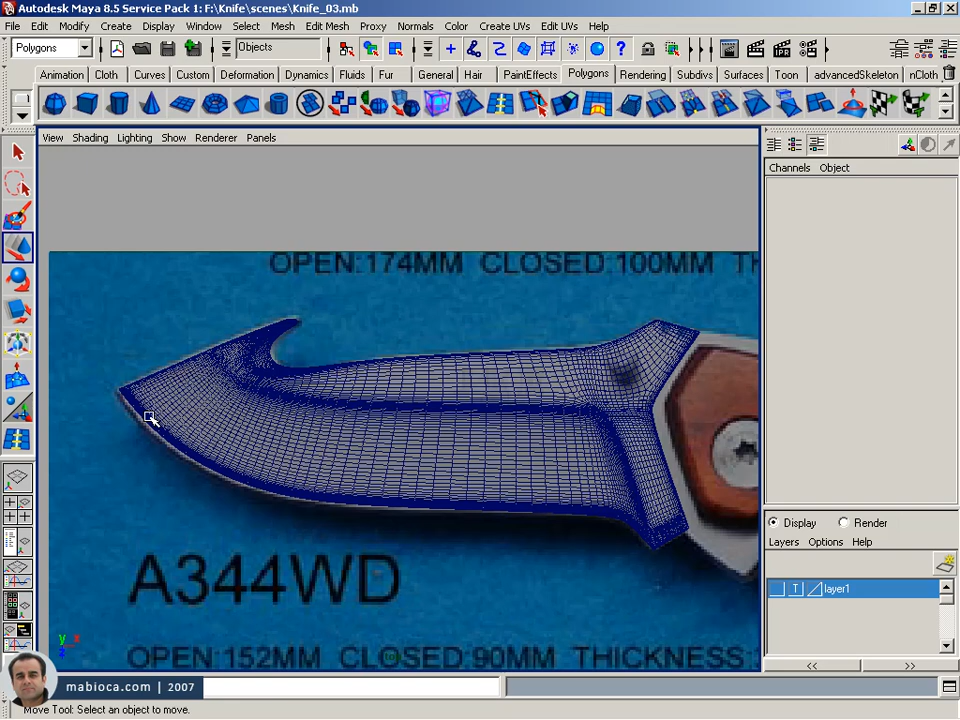 Autodesk Maya 8.5 Service Pack 1: F:\Knife\scenes\Knife_03.mb
File Edit Modify Create Display Window Select Mesh Edit Mesh Proxy Normals Color Create UVs Edit UVs Help
Polygons Objects
Animation Cloth Curves Custom Deformation Dynamics Fluids Fur General Hair PaintEffects Polygons Rendering Subdivs Surfaces Toon advancedSkeleton nCloth
View Shading Lighting Show Renderer Panels
Channels Object
OPEN:174MM CLOSED:100MM TH
A344WD
OPEN:152MM CLOSED:90MM THICKNESS:
Display Render
Layers Options Help
T layer1
<< >>
y x
z
mabioca.com | 2007
Move Tool: Select an object to move.